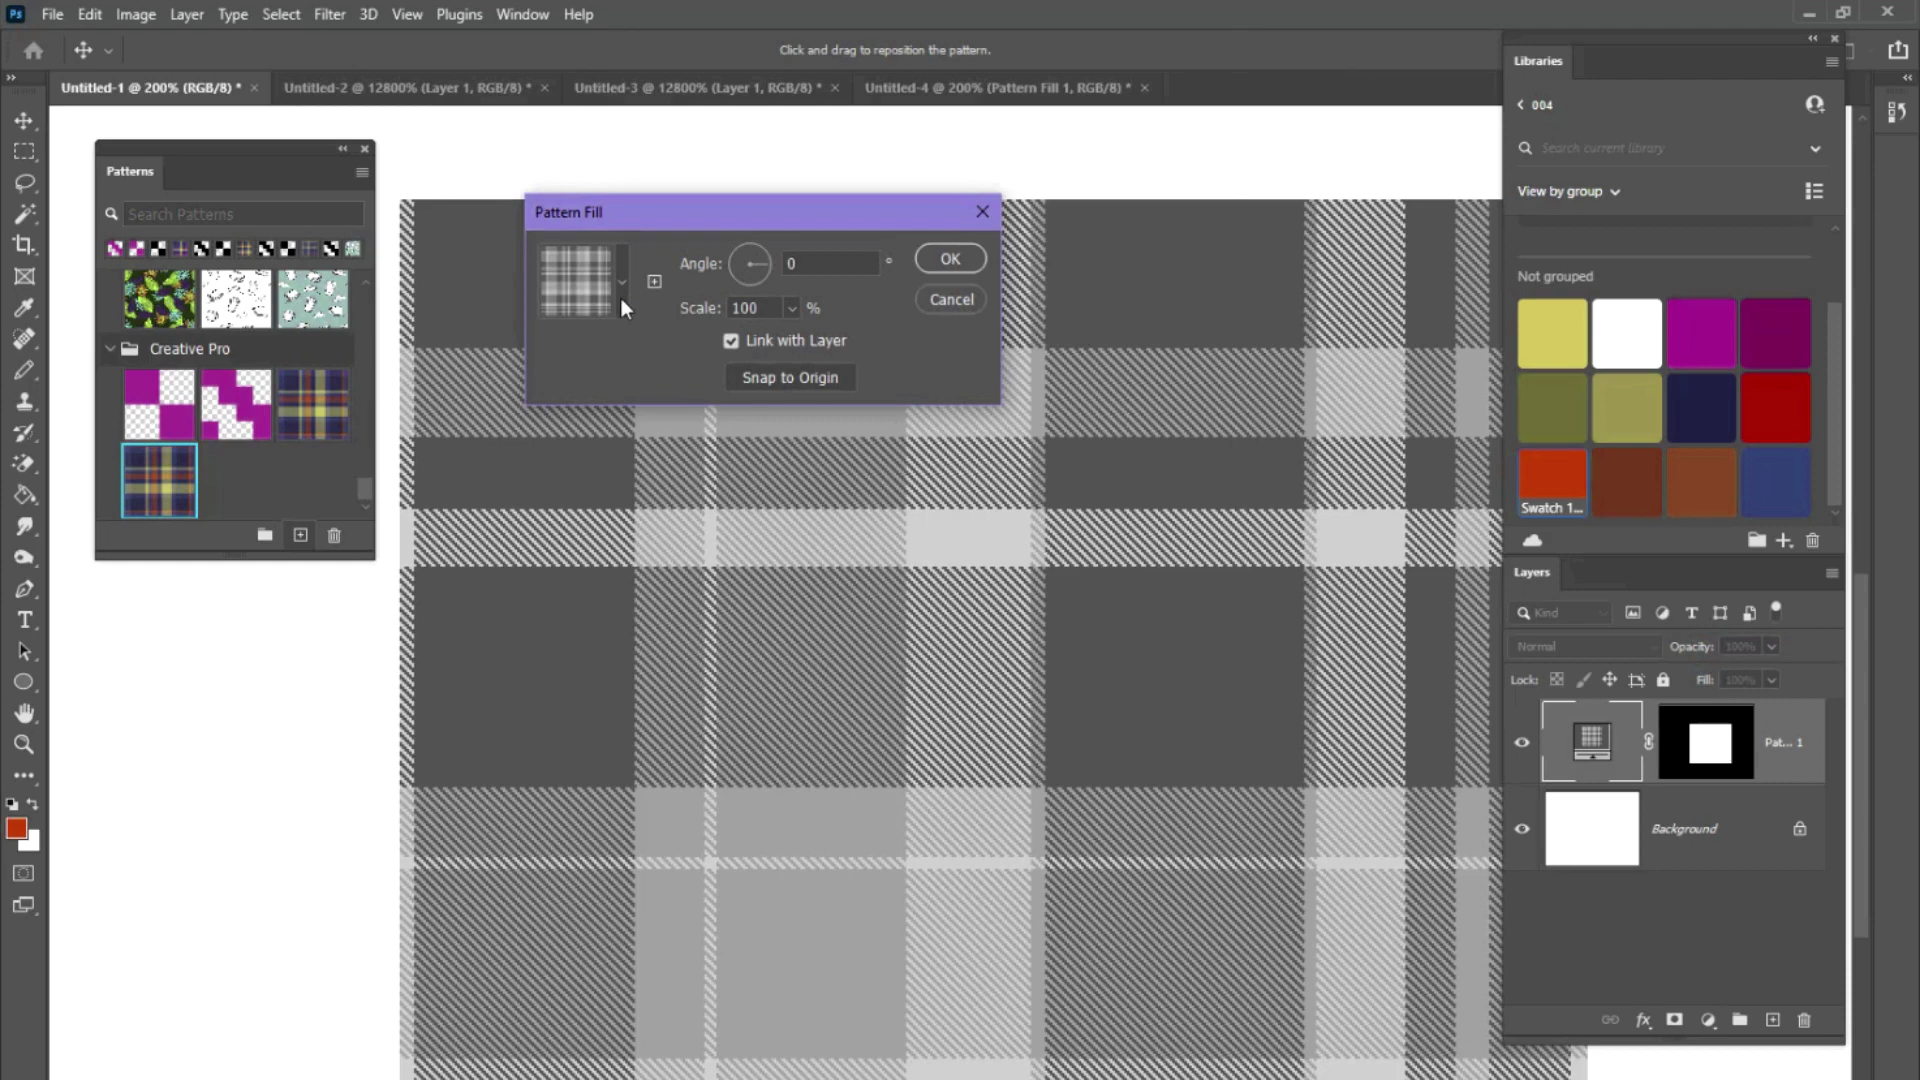 Ps File Edit Image Layer Type Select Filter 3D View Plugins Window Help
Click and drag to reposition the pattern.
Untitled-1 @ 200% (RGB/8) * Untitled-2 @ 12800% (Layer 1, RGB/8) * Untitled-3 @ 12800% (Layer 1, RGB/8) * Untitled-4 @ 200% (Pattern Fill 1, RGB/8) *
Patterns
Search Patterns
Creative Pro
Pattern Fill
Angle: 0 °
OK
Scale: 100 %
Cancel
Link with Layer
Snap to Origin
Libraries
004
Search current library
View by group
Not grouped
Swatch 1...
Layers
Kind
Normal Opacity: 100%
Lock: Fill: 100%
Pat... 1
Background
fx